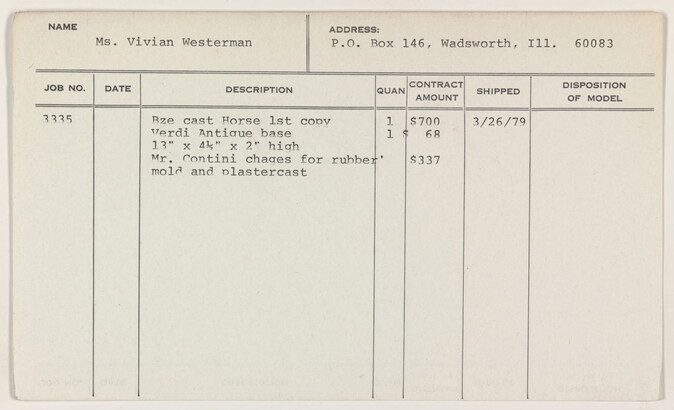 NAME
Ms. Vivian Westerman
ADDRESS:
P.O. Box 146, Wadsworth, Ill. 60083
JOB NO. DATE DESCRIPTION QUAN CONTRACT AMOUNT SHIPPED DISPOSITION OF MODEL
3335 Bze cast Horse 1st copy 1 $700 3/26/79
Verdi Antique base 1 $ 68
13" x 4½" x 2" high
Mr. Contini chages for rubber' $337
mold and plastercast